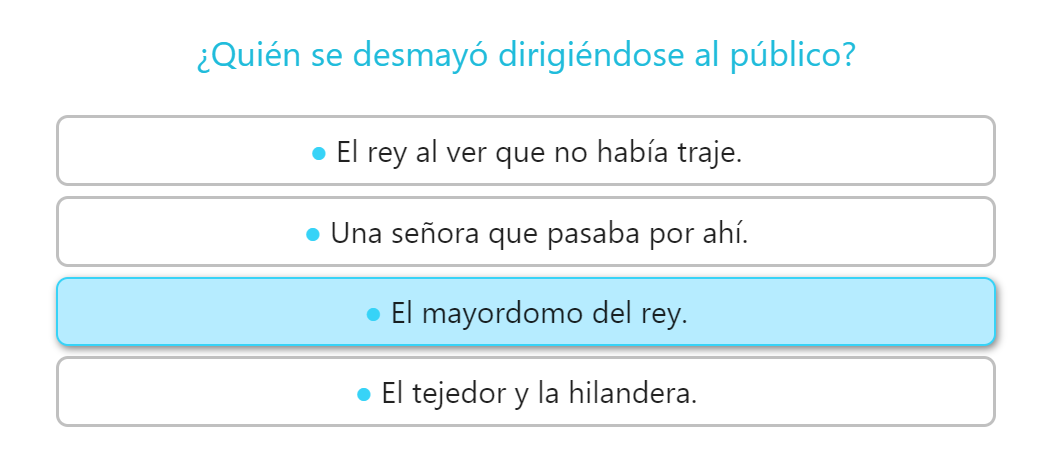 ¿Quién se desmayó dirigiéndose al público?
● El rey al ver que no había traje.
● Una señora que pasaba por ahí.
● El mayordomo del rey.
● El tejedor y la hilandera.